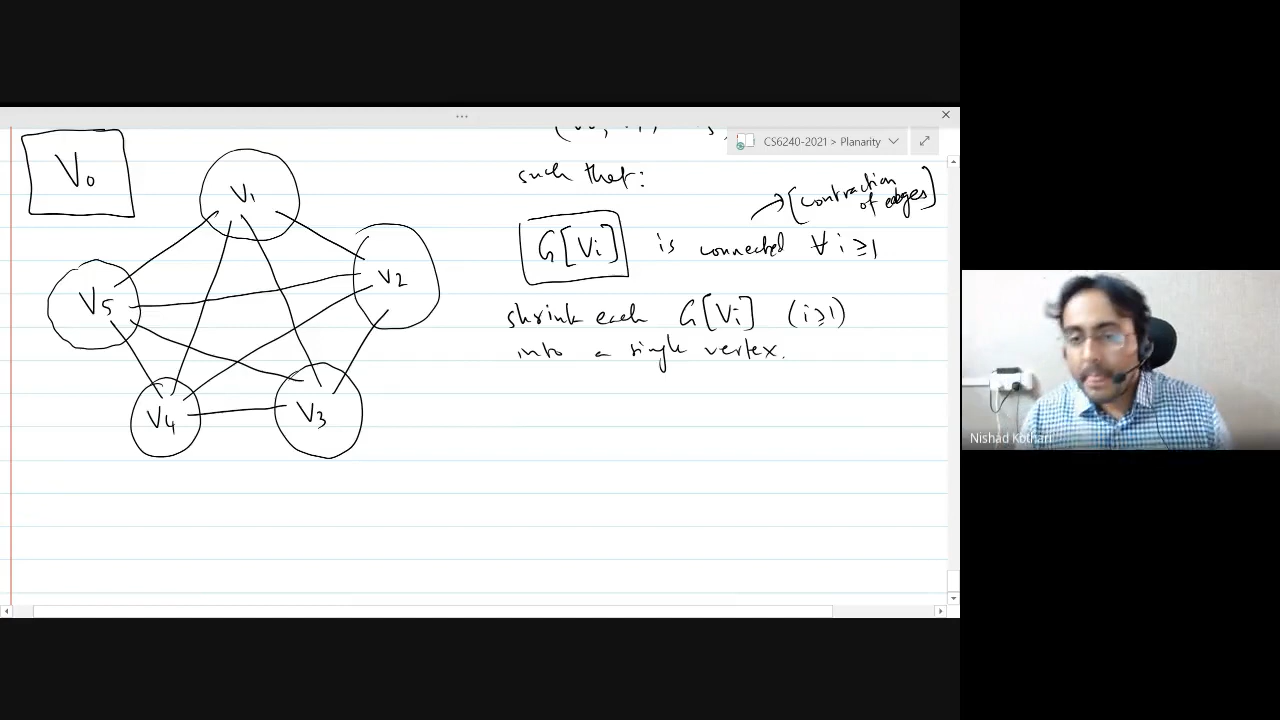 CS6240-2021 > Planarity
such that:
[contraction
of edges]
G[Vi] is connected ∀ i ≥ 1
shrink each G[Vi] (i≥1)
into a single vertex.
V0
V1
V2
V5
V4
V3
Nishad Kothari